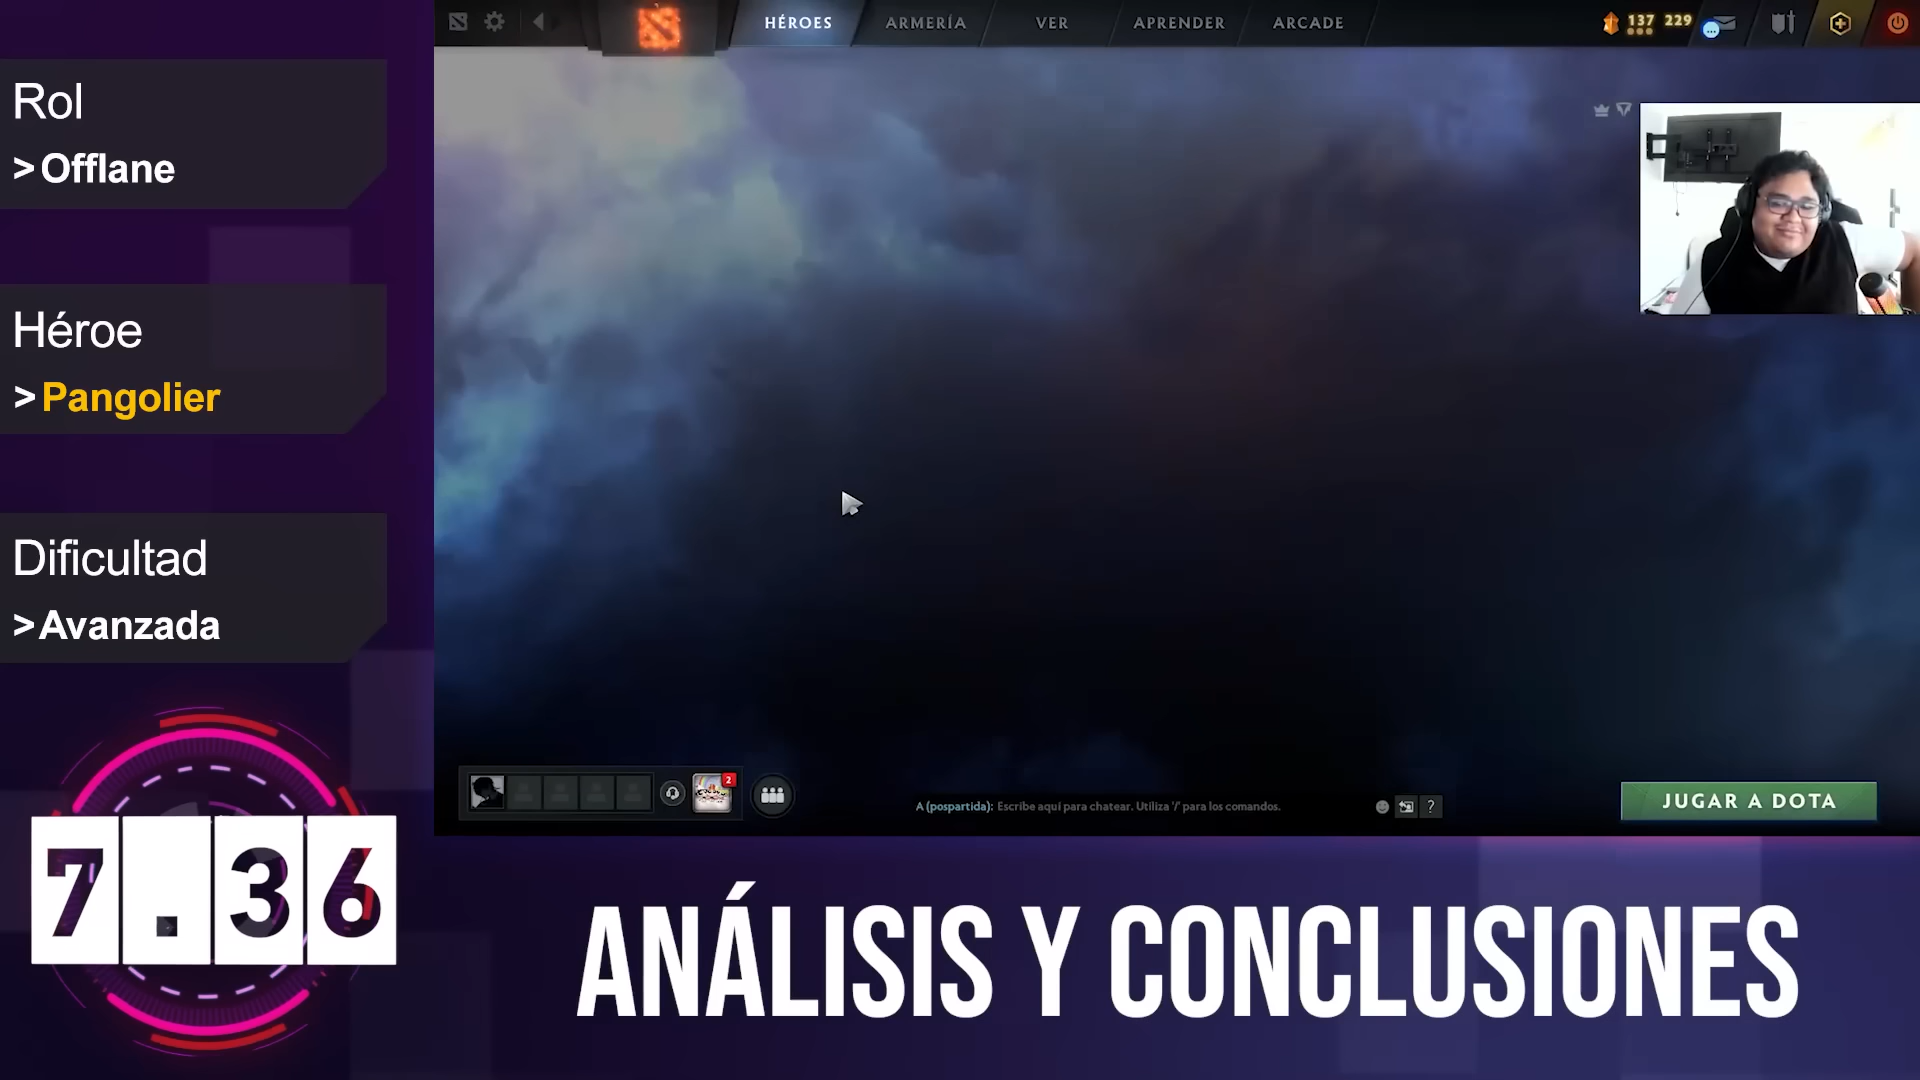 Rol
>Offlane
Héroe
>Pangolier
Dificultad
>Avanzada
7.36
HÉROES
ARMERÍA
VER
APRENDER
ARCADE
137 229
2
A (pospartida): Escribe aquí para chatear. Utiliza '/' para los comandos.
?
JUGAR A DOTA
ANÁLISIS Y CONCLUSIONES